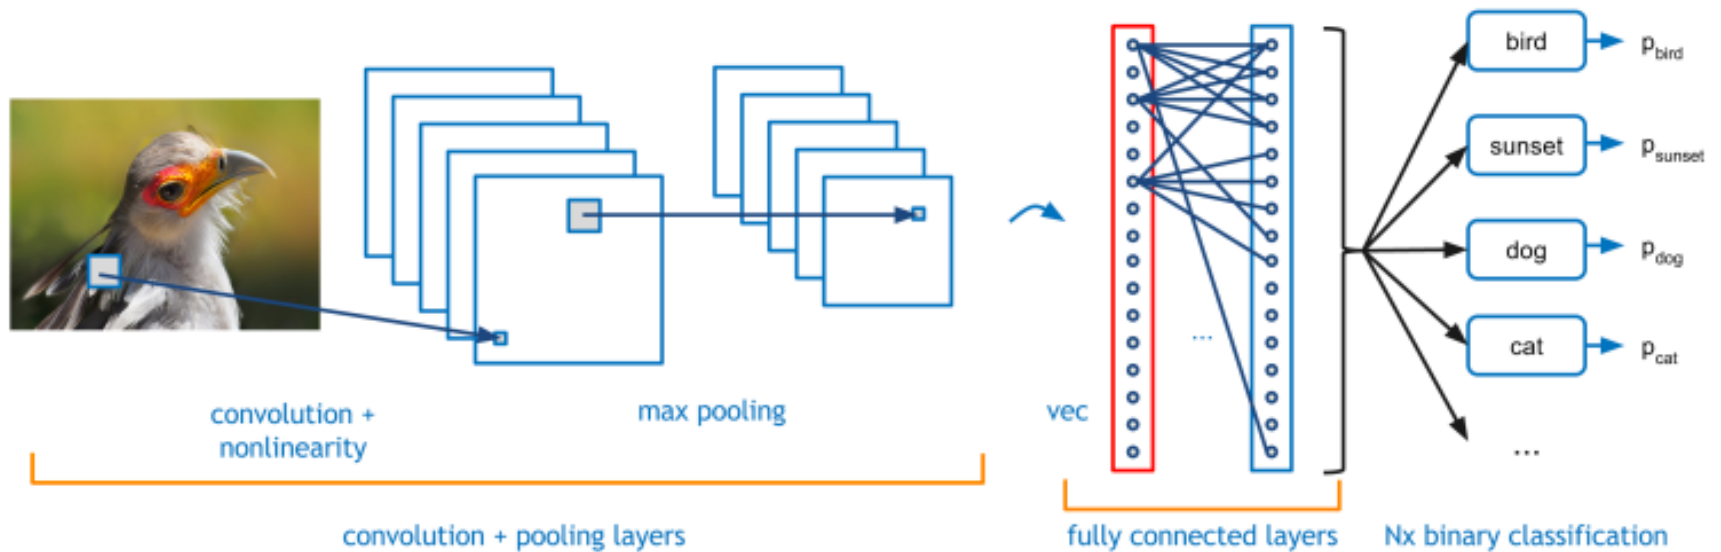 bird
p_bird
sunset
p_sunset
dog
p_dog
cat
p_cat
...
...
convolution +
nonlinearity
max pooling
vec
convolution + pooling layers
fully connected layers
Nx binary classification